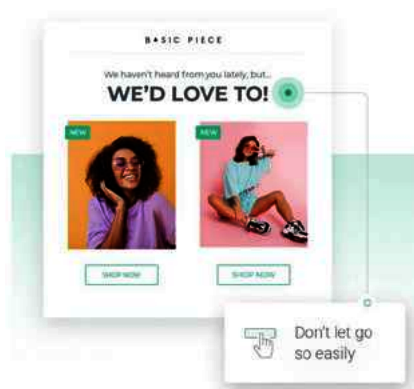 BASIC PIECE
We haven't heard from you lately, but...
WE'D LOVE TO!
NEW
NEW
SHOP NOW
SHOP NOW
Don't let go
so easily